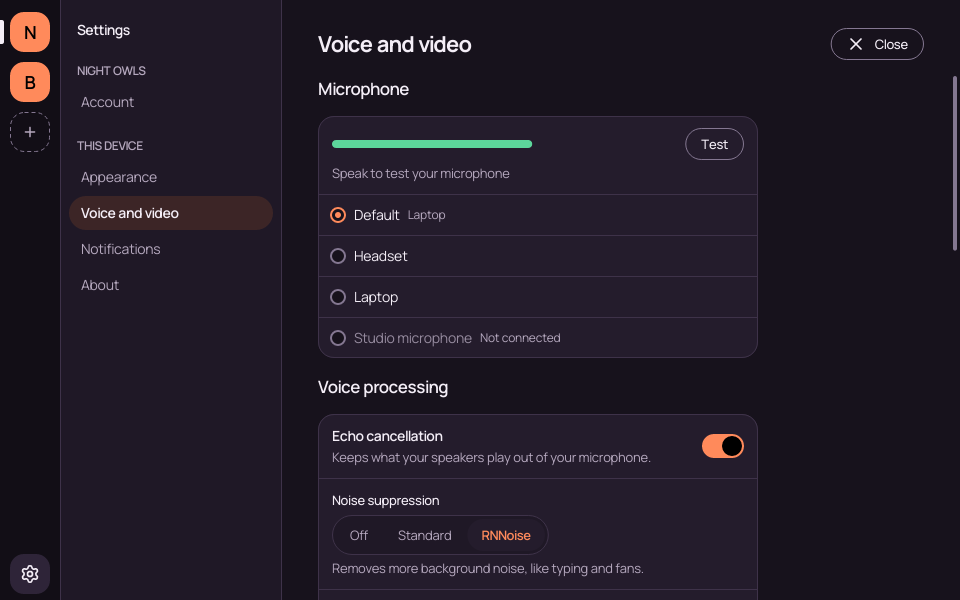 N
B
Settings
NIGHT OWLS
Account
THIS DEVICE
Appearance
Voice and video
Notifications
About
Voice and video
Close
Microphone
Test
Speak to test your microphone
Default Laptop
Headset
Laptop
Studio microphone Not connected
Voice processing
Echo cancellation
Keeps what your speakers play out of your microphone.
Noise suppression
Off Standard RNNoise
Removes more background noise, like typing and fans.